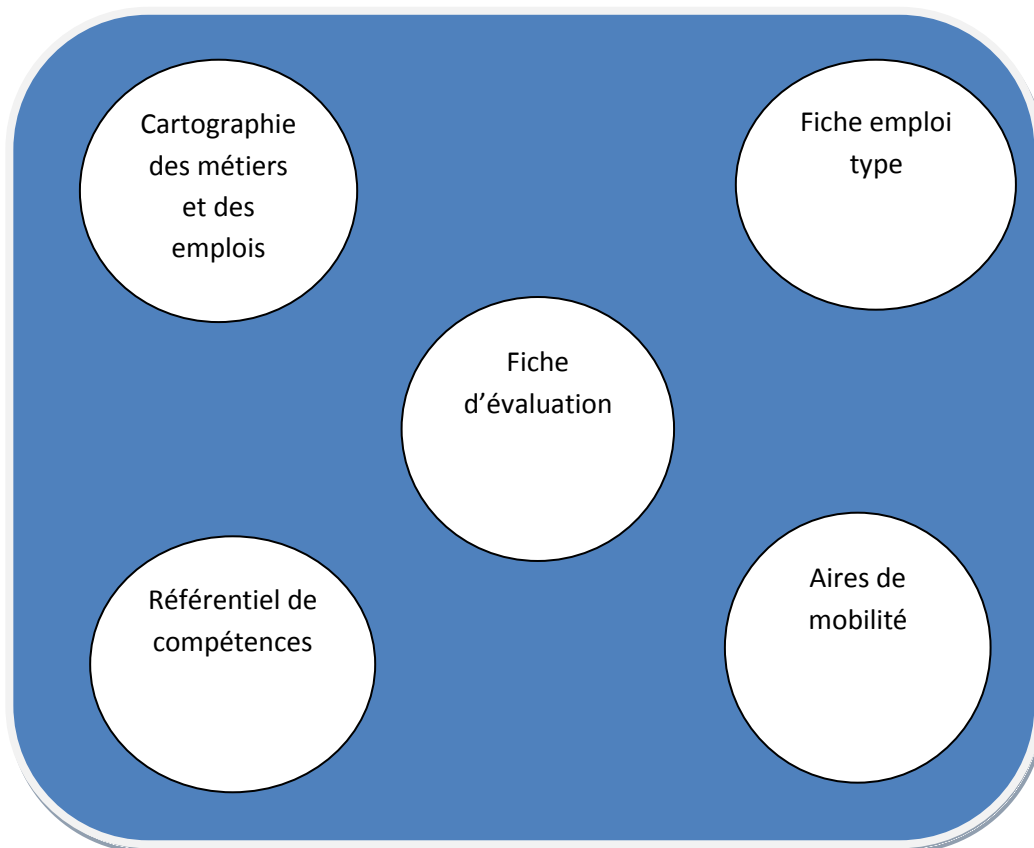 Cartographie
des métiers
et des
emplois
Fiche emploi
type
Fiche
d’évaluation
Référentiel de
compétences
Aires de
mobilité